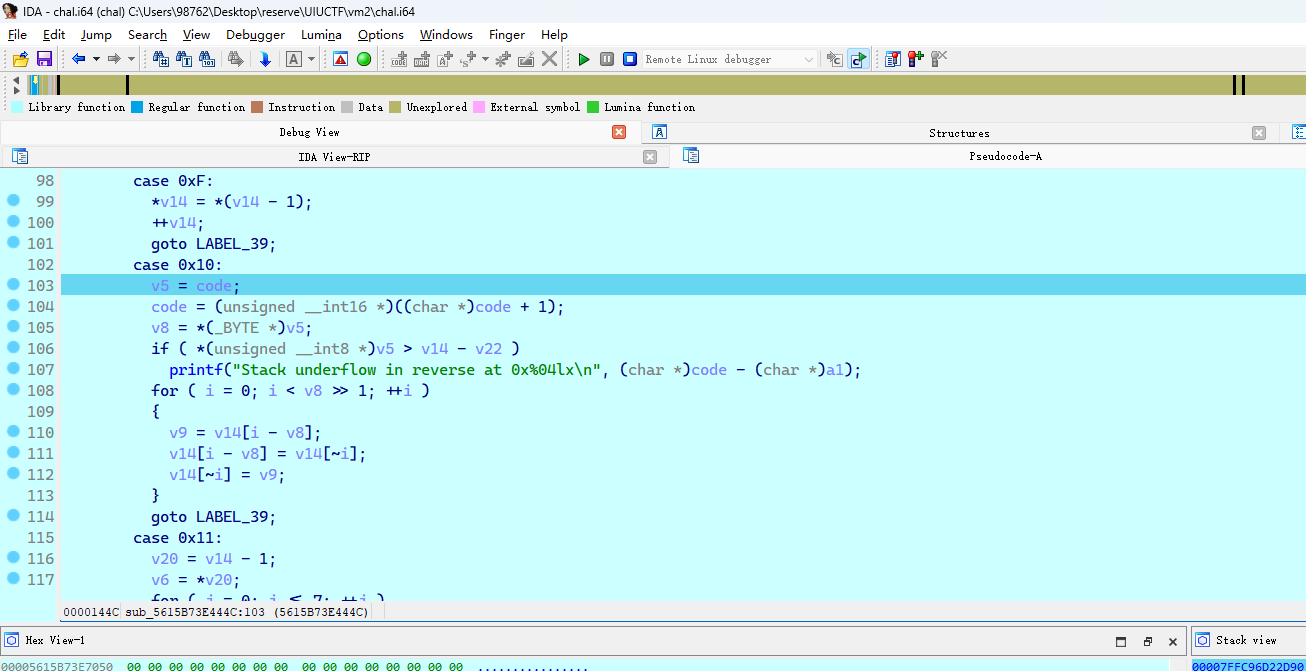 IDA - chal.i64 (chal) C:\Users\98762\Desktop\reserve\UIUCTF\vm2\chal.i64
File Edit Jump Search View Debugger Lumina Options Windows Finger Help
Remote Linux debugger
Library function Regular function Instruction Data Unexplored External symbol Lumina function
Debug View Structures
IDA View-RIP Pseudocode-A
98 case 0xF:
99 *v14 = *(v14 - 1);
100 ++v14;
101 goto LABEL_39;
102 case 0x10:
103 v5 = code;
104 code = (unsigned __int16 *)((char *)code + 1);
105 v8 = *(_BYTE *)v5;
106 if ( *(unsigned __int8 *)v5 > v14 - v22 )
107 printf("Stack underflow in reverse at 0x%04lx\n", (char *)code - (char *)a1);
108 for ( i = 0; i < v8 >> 1; ++i )
109 {
110 v9 = v14[i - v8];
111 v14[i - v8] = v14[~i];
112 v14[~i] = v9;
113 }
114 goto LABEL_39;
115 case 0x11:
116 v20 = v14 - 1;
117 v6 = *v20;
for ( i = 0; i <= 7; ++i )
0000144C sub_5615B73E444C:103 (5615B73E444C)
Hex View-1 Stack view
00005615B73E7050 00 00 00 00 00 00 00 00 00 00 00 00 00 00 00 00 ................ 00007FFC96D22D90